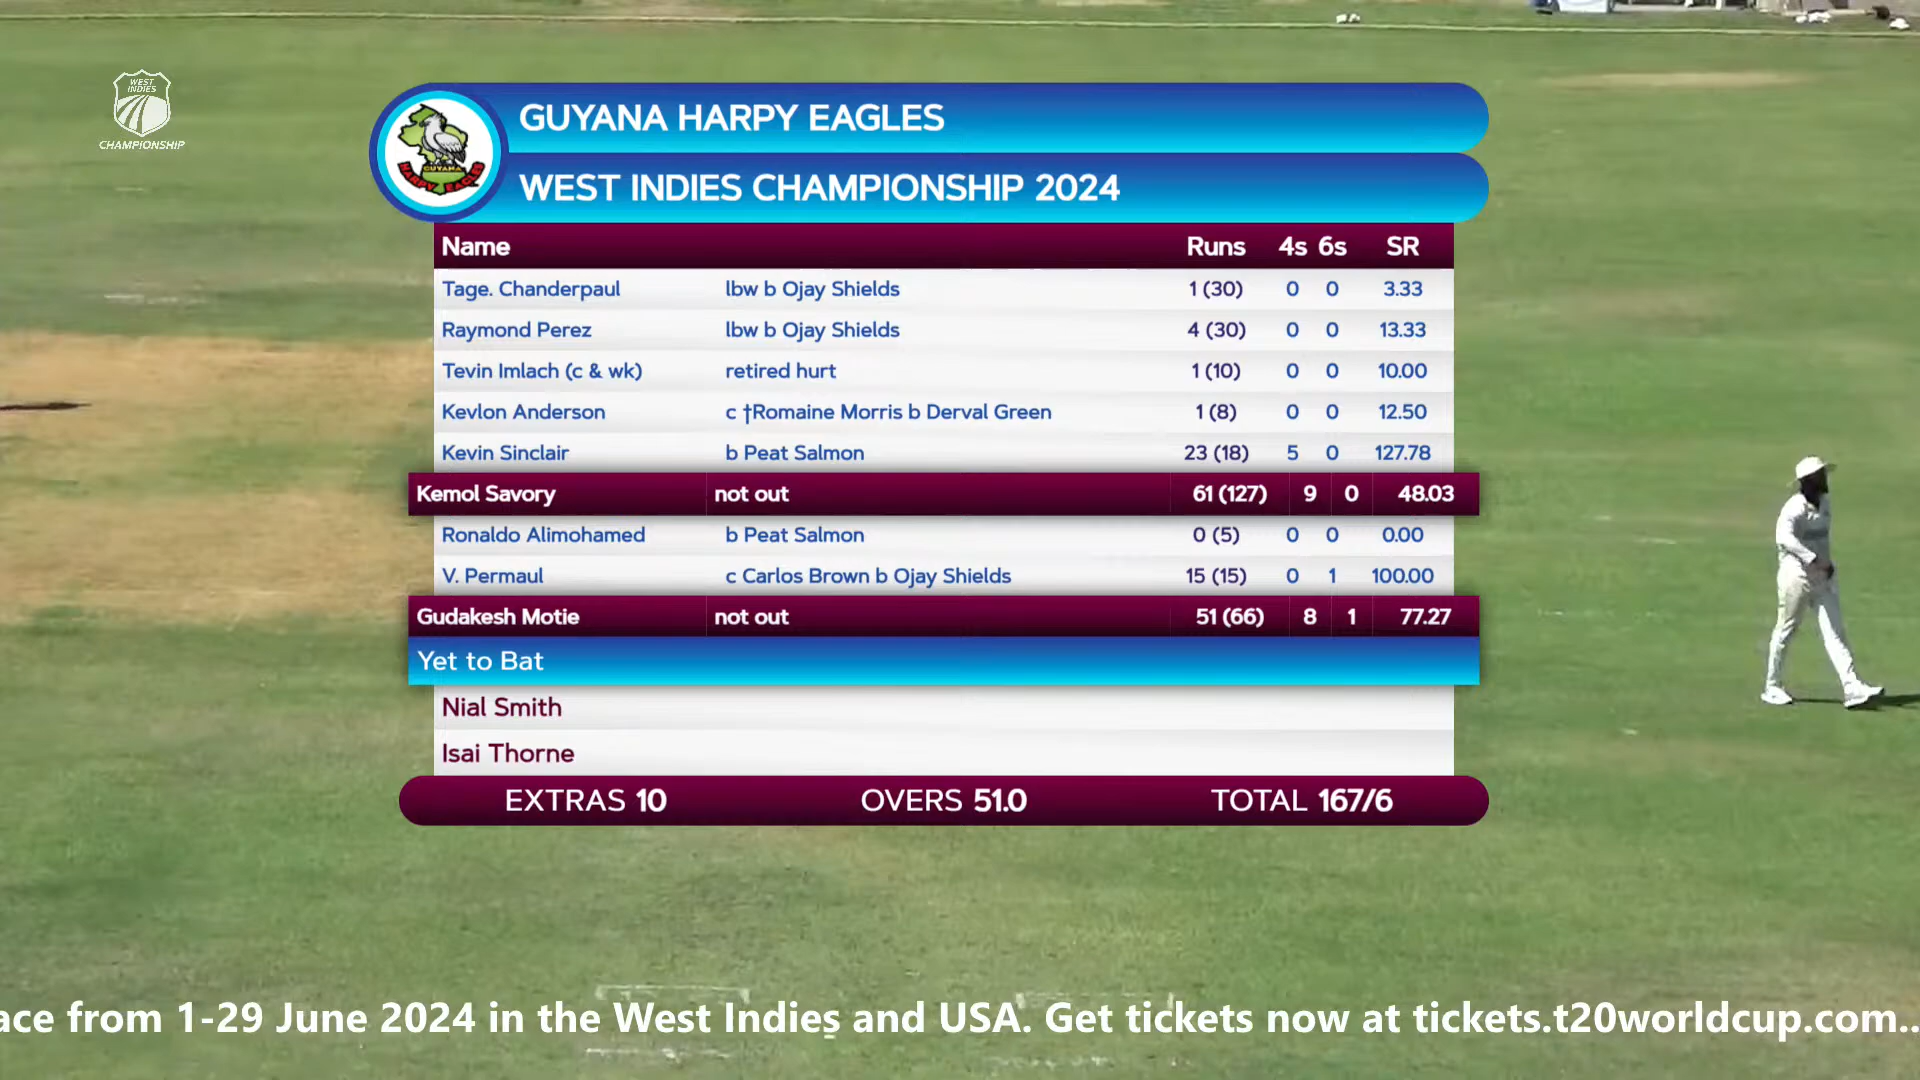 WEST
INDIES
CHAMPIONSHIP
GUYANA
HARPY EAGLES
GUYANA HARPY EAGLES
WEST INDIES CHAMPIONSHIP 2024
Name Runs 4s 6s SR
Tage. Chanderpaul lbw b Ojay Shields 1 (30) 0 0 3.33
Raymond Perez lbw b Ojay Shields 4 (30) 0 0 13.33
Tevin Imlach (c & wk) retired hurt 1 (10) 0 0 10.00
Kevlon Anderson c †Romaine Morris b Derval Green 1 (8) 0 0 12.50
Kevin Sinclair b Peat Salmon 23 (18) 5 0 127.78
Kemol Savory not out 61 (127) 9 0 48.03
Ronaldo Alimohamed b Peat Salmon 0 (5) 0 0 0.00
V. Permaul c Carlos Brown b Ojay Shields 15 (15) 0 1 100.00
Gudakesh Motie not out 51 (66) 8 1 77.27
Yet to Bat
Nial Smith
Isai Thorne
EXTRAS 10 OVERS 51.0 TOTAL 167/6
ace from 1-29 June 2024 in the West Indies and USA. Get tickets now at tickets.t20worldcup.com..